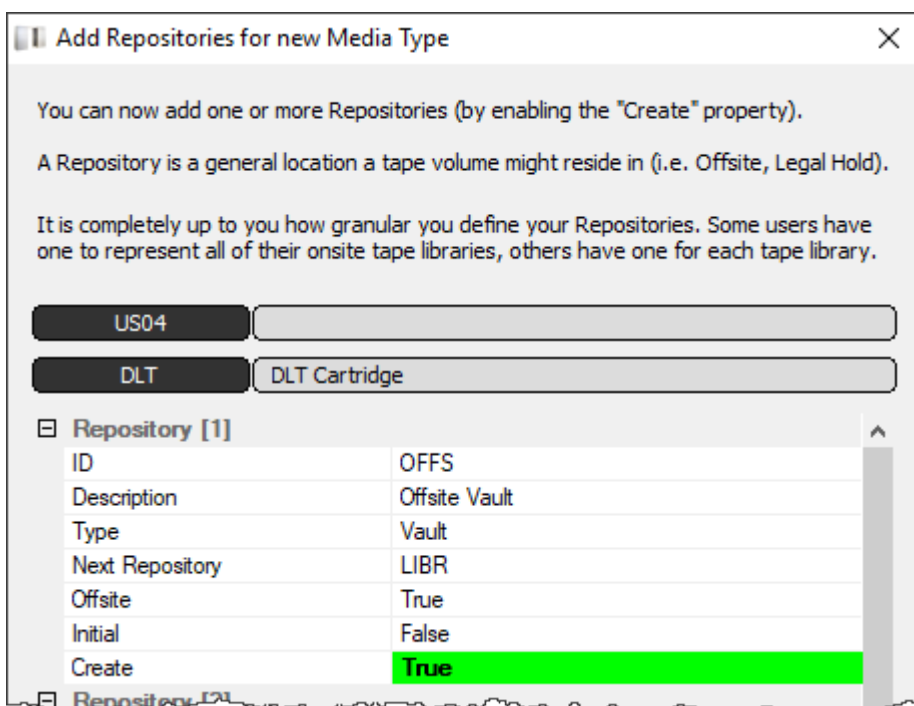 Add Repositories for new Media Type
You can now add one or more Repositories (by enabling the "Create" property).
A Repository is a general location a tape volume might reside in (i.e. Offsite, Legal Hold).
It is completely up to you how granular you define your Repositories. Some users have
one to represent all of their onsite tape libraries, others have one for each tape library.
US04
DLT DLT Cartridge
Repository [1]
ID OFFS
Description Offsite Vault
Type Vault
Next Repository LIBR
Offsite True
Initial False
Create True
Repository [2]